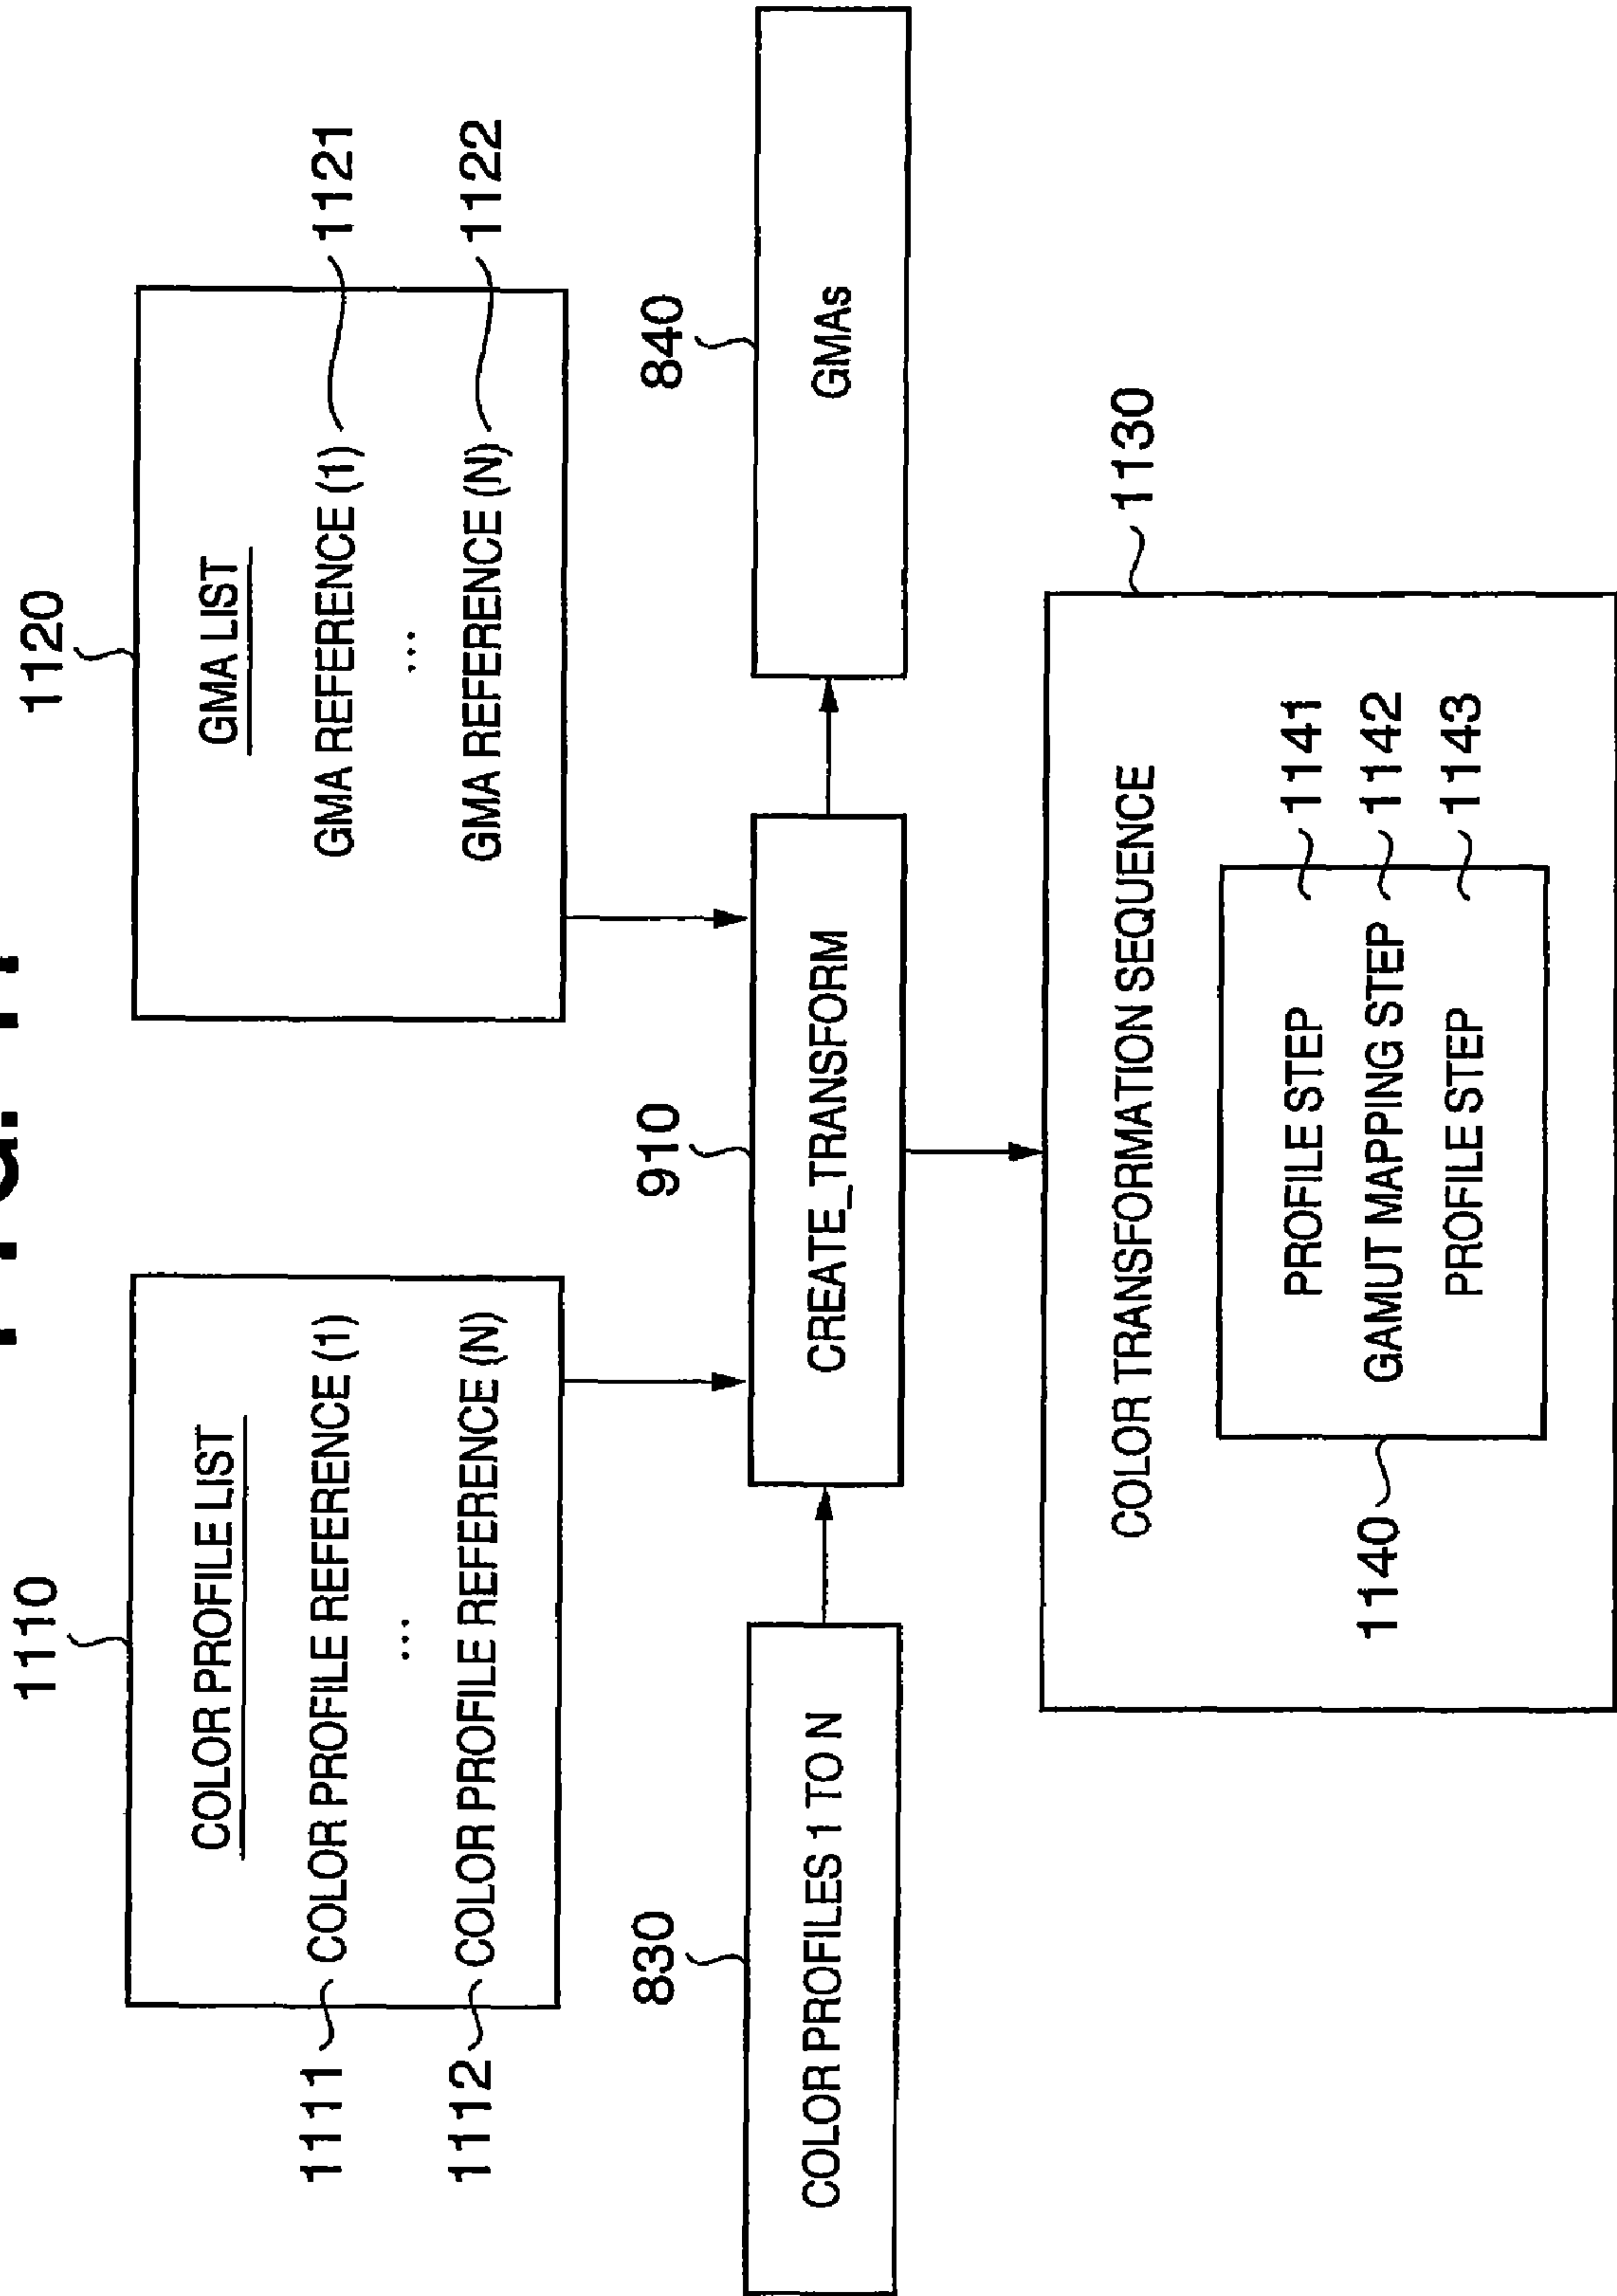 1110
COLOR PROFILE LIST
1111
COLOR PROFILE REFERENCE (1)
...
1112
COLOR PROFILE REFERENCE (N)
1120
GMA LIST
GMA REFERENCE (1)
1121
...
GMA REFERENCE (N)
1122
830
COLOR PROFILES 1 TO N
910
CREATE_TRANSFORM
840
GMAs
1130
COLOR TRANSFORMATION SEQUENCE
1140
PROFILE STEP
1141
GAMUT MAPPING STEP
1142
PROFILE STEP
1143